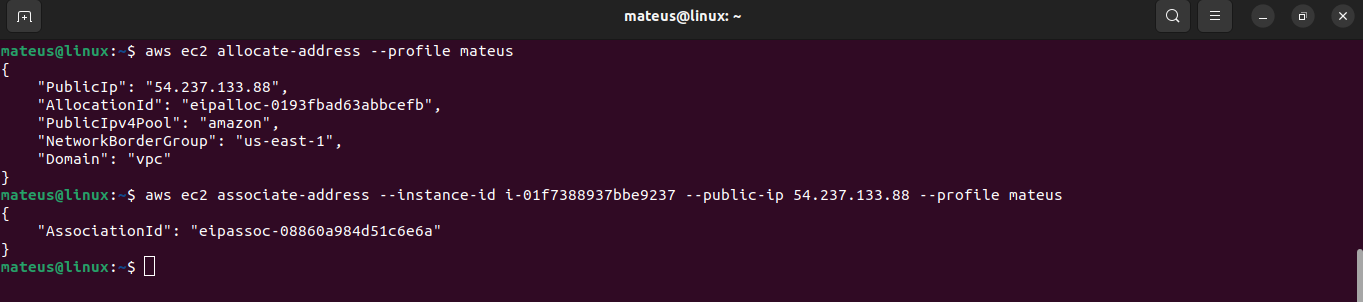 mateus@linux: ~
mateus@linux:~$ aws ec2 allocate-address --profile mateus
{
    "PublicIp": "54.237.133.88",
    "AllocationId": "eipalloc-0193fbad63abbcefb",
    "PublicIpv4Pool": "amazon",
    "NetworkBorderGroup": "us-east-1",
    "Domain": "vpc"
}
mateus@linux:~$ aws ec2 associate-address --instance-id i-01f7388937bbe9237 --public-ip 54.237.133.88 --profile mateus
{
    "AssociationId": "eipassoc-08860a984d51c6e6a"
}
mateus@linux:~$